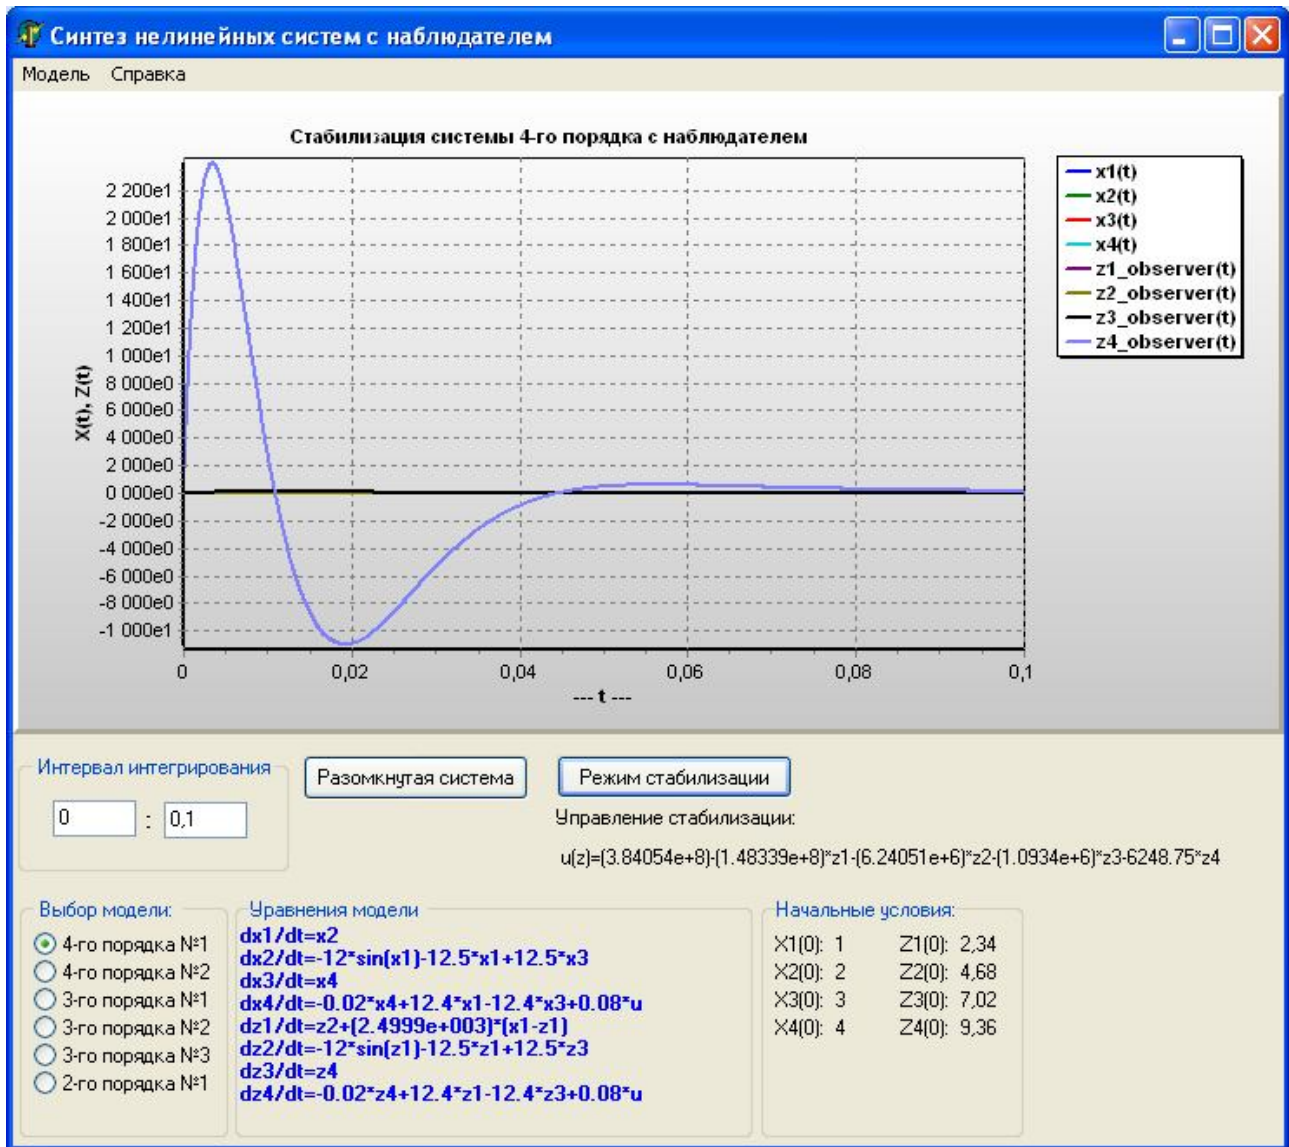 Синтез нелинейных систем с наблюдателем
Модель Справка
Стабилизация системы 4-го порядка с наблюдателем
X(t), Z(t)
2 200e1
2 000e1
1 800e1
1 600e1
1 400e1
1 200e1
1 000e1
8 000e0
6 000e0
4 000e0
2 000e0
0 000e0
-2 000e0
-4 000e0
-6 000e0
-8 000e0
-1 000e1
0 0,02 0,04 0,06 0,08 0,1
--- t ---
x1(t)
x2(t)
x3(t)
x4(t)
z1_observer(t)
z2_observer(t)
z3_observer(t)
z4_observer(t)
Интервал интегрирования
0 : 0,1
Разомкнутая система
Режим стабилизации
Управление стабилизации:
u(z)=(3.84054e+8)-(1.48339e+8)*z1-(6.24051e+6)*z2-(1.0934e+6)*z3-6248.75*z4
Выбор модели:
4-го порядка №1
4-го порядка №2
3-го порядка №1
3-го порядка №2
3-го порядка №3
2-го порядка №1
Уравнения модели
dx1/dt=x2
dx2/dt=-12*sin(x1)-12.5*x1+12.5*x3
dx3/dt=x4
dx4/dt=-0.02*x4+12.4*x1-12.4*x3+0.08*u
dz1/dt=z2+(2.4999e+003)*(x1-z1)
dz2/dt=-12*sin(z1)-12.5*z1+12.5*z3
dz3/dt=z4
dz4/dt=-0.02*z4+12.4*z1-12.4*z3+0.08*u
Начальные условия:
X1(0): 1 Z1(0): 2,34
X2(0): 2 Z2(0): 4,68
X3(0): 3 Z3(0): 7,02
X4(0): 4 Z4(0): 9,36